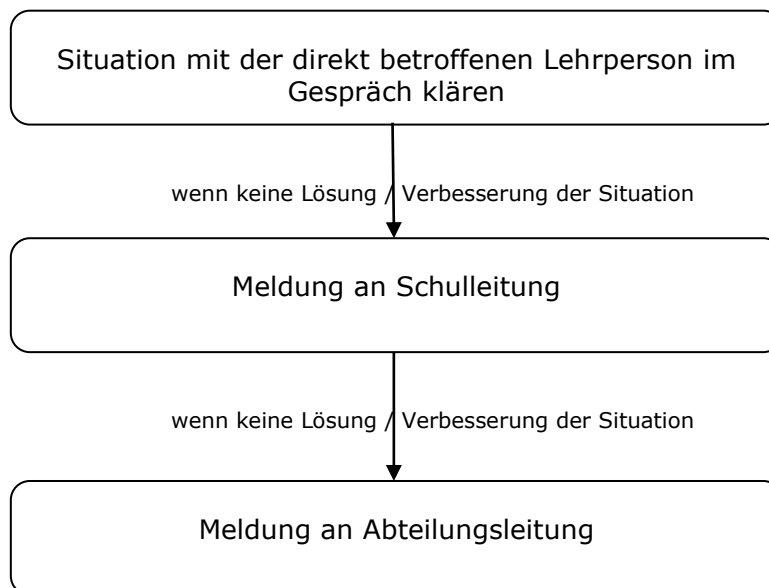 Situation mit der direkt betroffenen Lehrperson im
Gespräch klären
wenn keine Lösung / Verbesserung der Situation
Meldung an Schulleitung
wenn keine Lösung / Verbesserung der Situation
Meldung an Abteilungsleitung